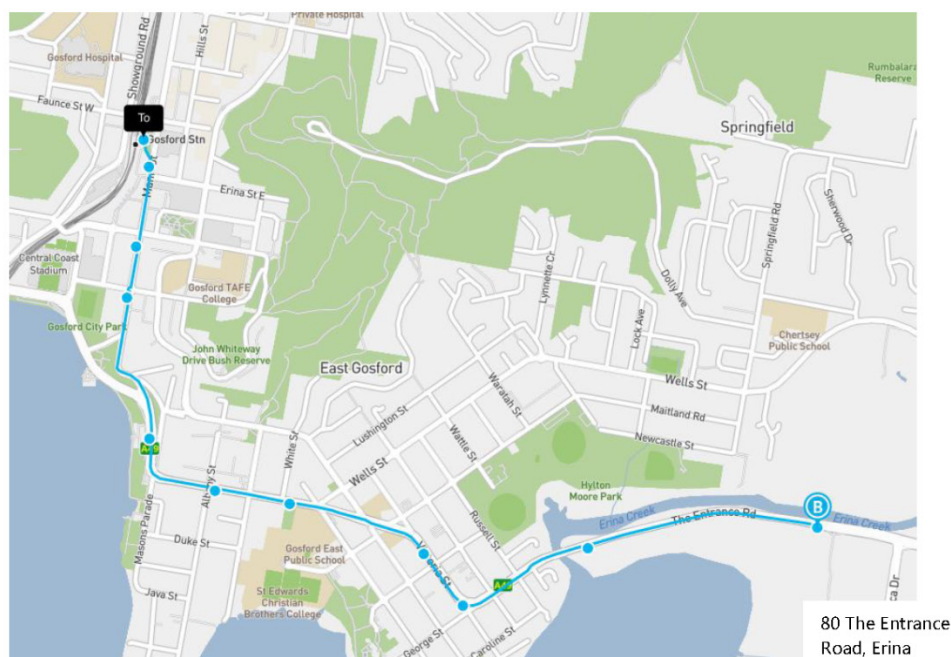 Private Hospital
Gosford Hospital
Showground Rd
Hills St
Rumbalara
Reserve
Faunce St W
To
Gosford Stn
Springfield
Erina St E
Sherwood Dr
Springfield Rd
Central Coast
Stadium
Gosford TAFE
College
Lynnette Cr
Dolly Ave
Lock Ave
Gosford City Park
Chertsey
Public School
John Whiteway
Drive Bush Reserve
East Gosford
Wells St
Waratah St
Maitland Rd
Lushington St
Newcastle St
White St
Wattle St
Wells St
Albany St
Hylton
Moore Park
B
Erina Creek
The Entrance Rd
Erina Creek
Masons Parade
Russell St
Duke St
Gosford East
Public School
Java St
St Edwards
Christian
Brothers College
George St
Caroline St
80 The Entrance
Road, Erina